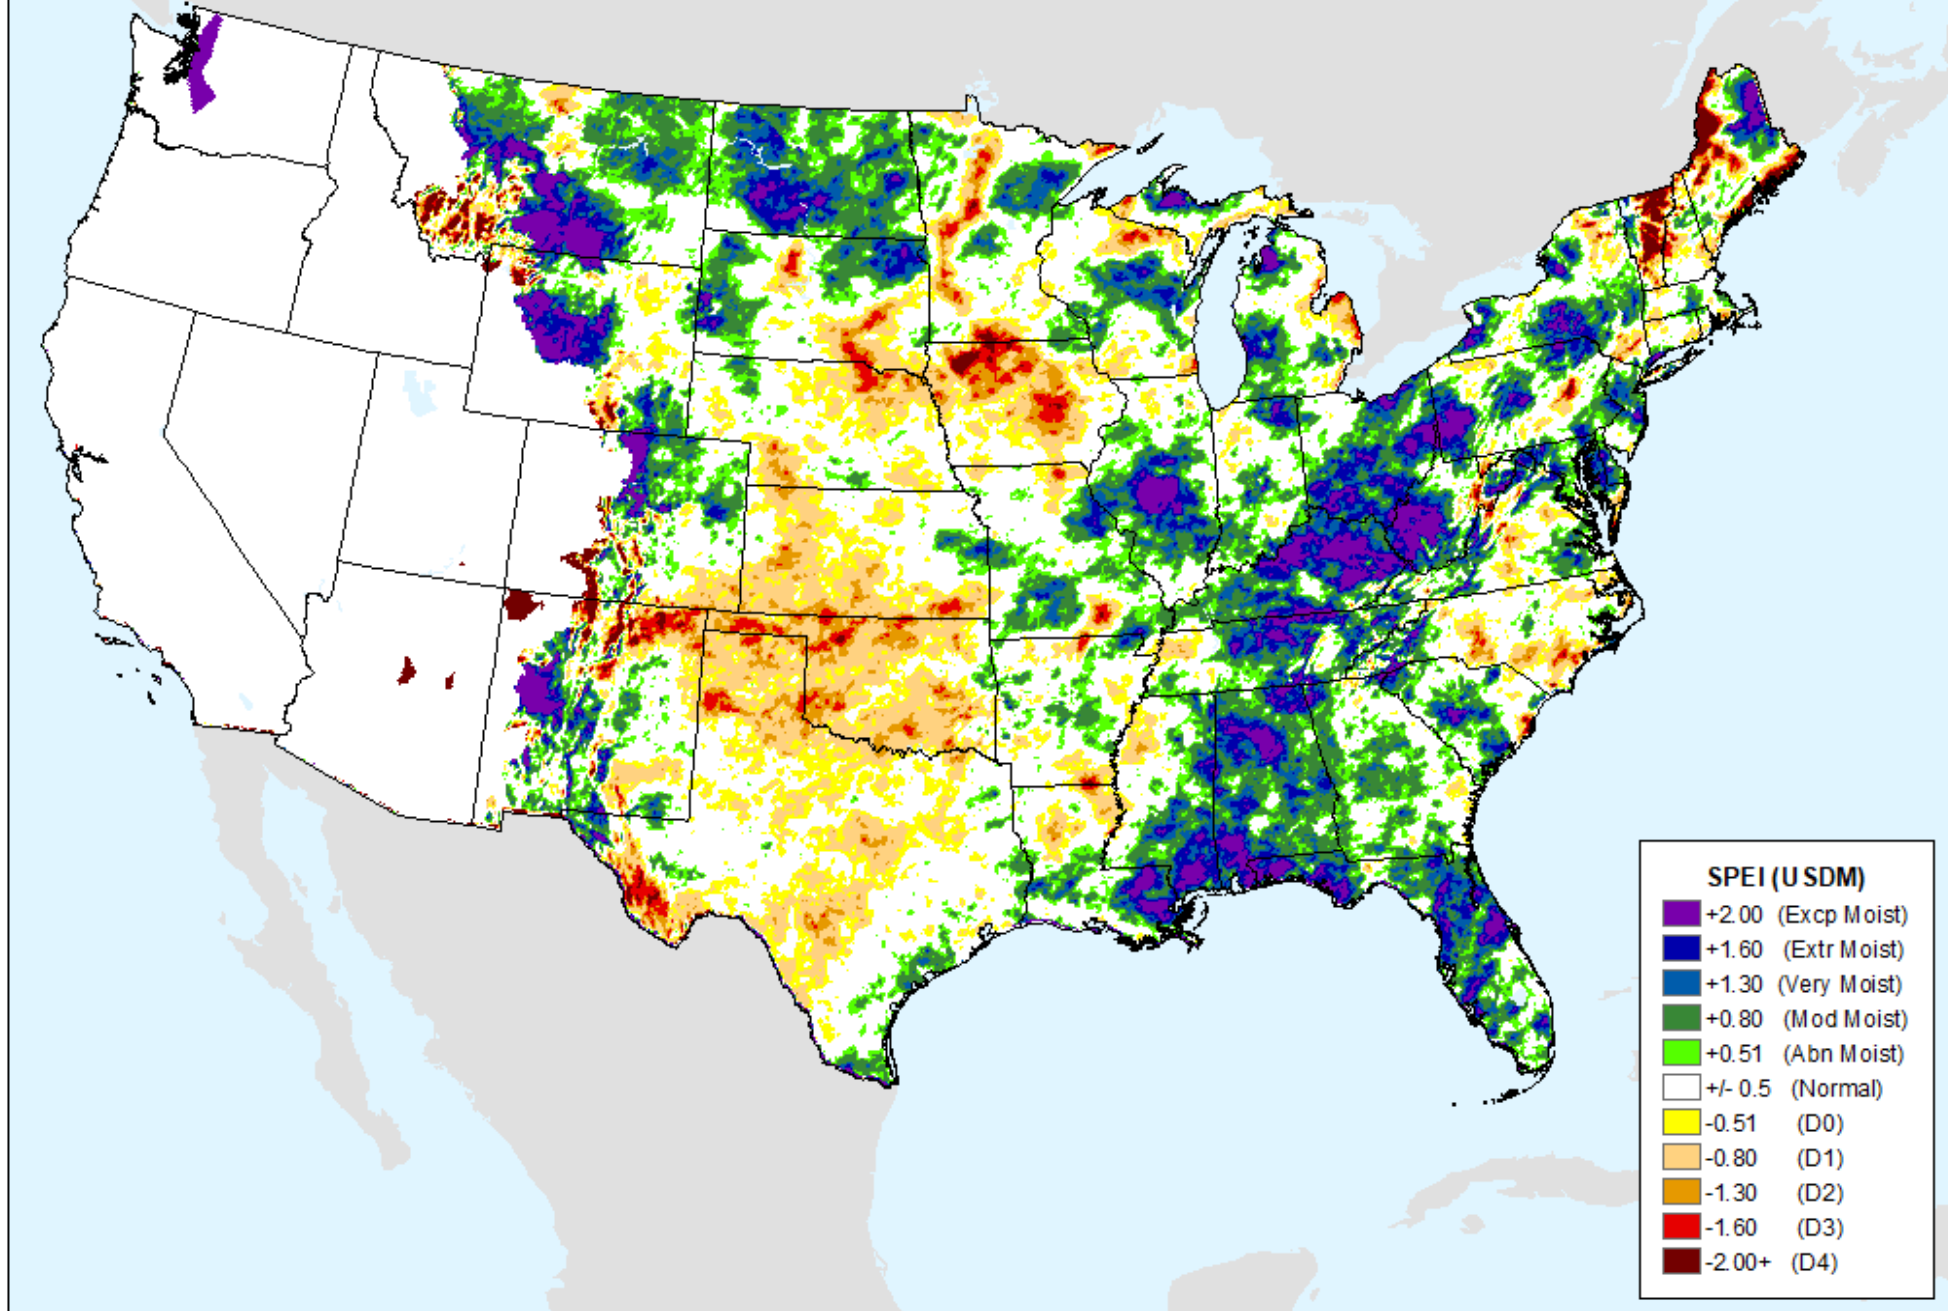 SPEI (USDM)
+2.00 (Excp Moist)
+1.60 (Extr Moist)
+1.30 (Very Moist)
+0.80 (Mod Moist)
+0.51 (Abn Moist)
+/- 0.5 (Normal)
-0.51 (D0)
-0.80 (D1)
-1.30 (D2)
-1.60 (D3)
-2.00+ (D4)